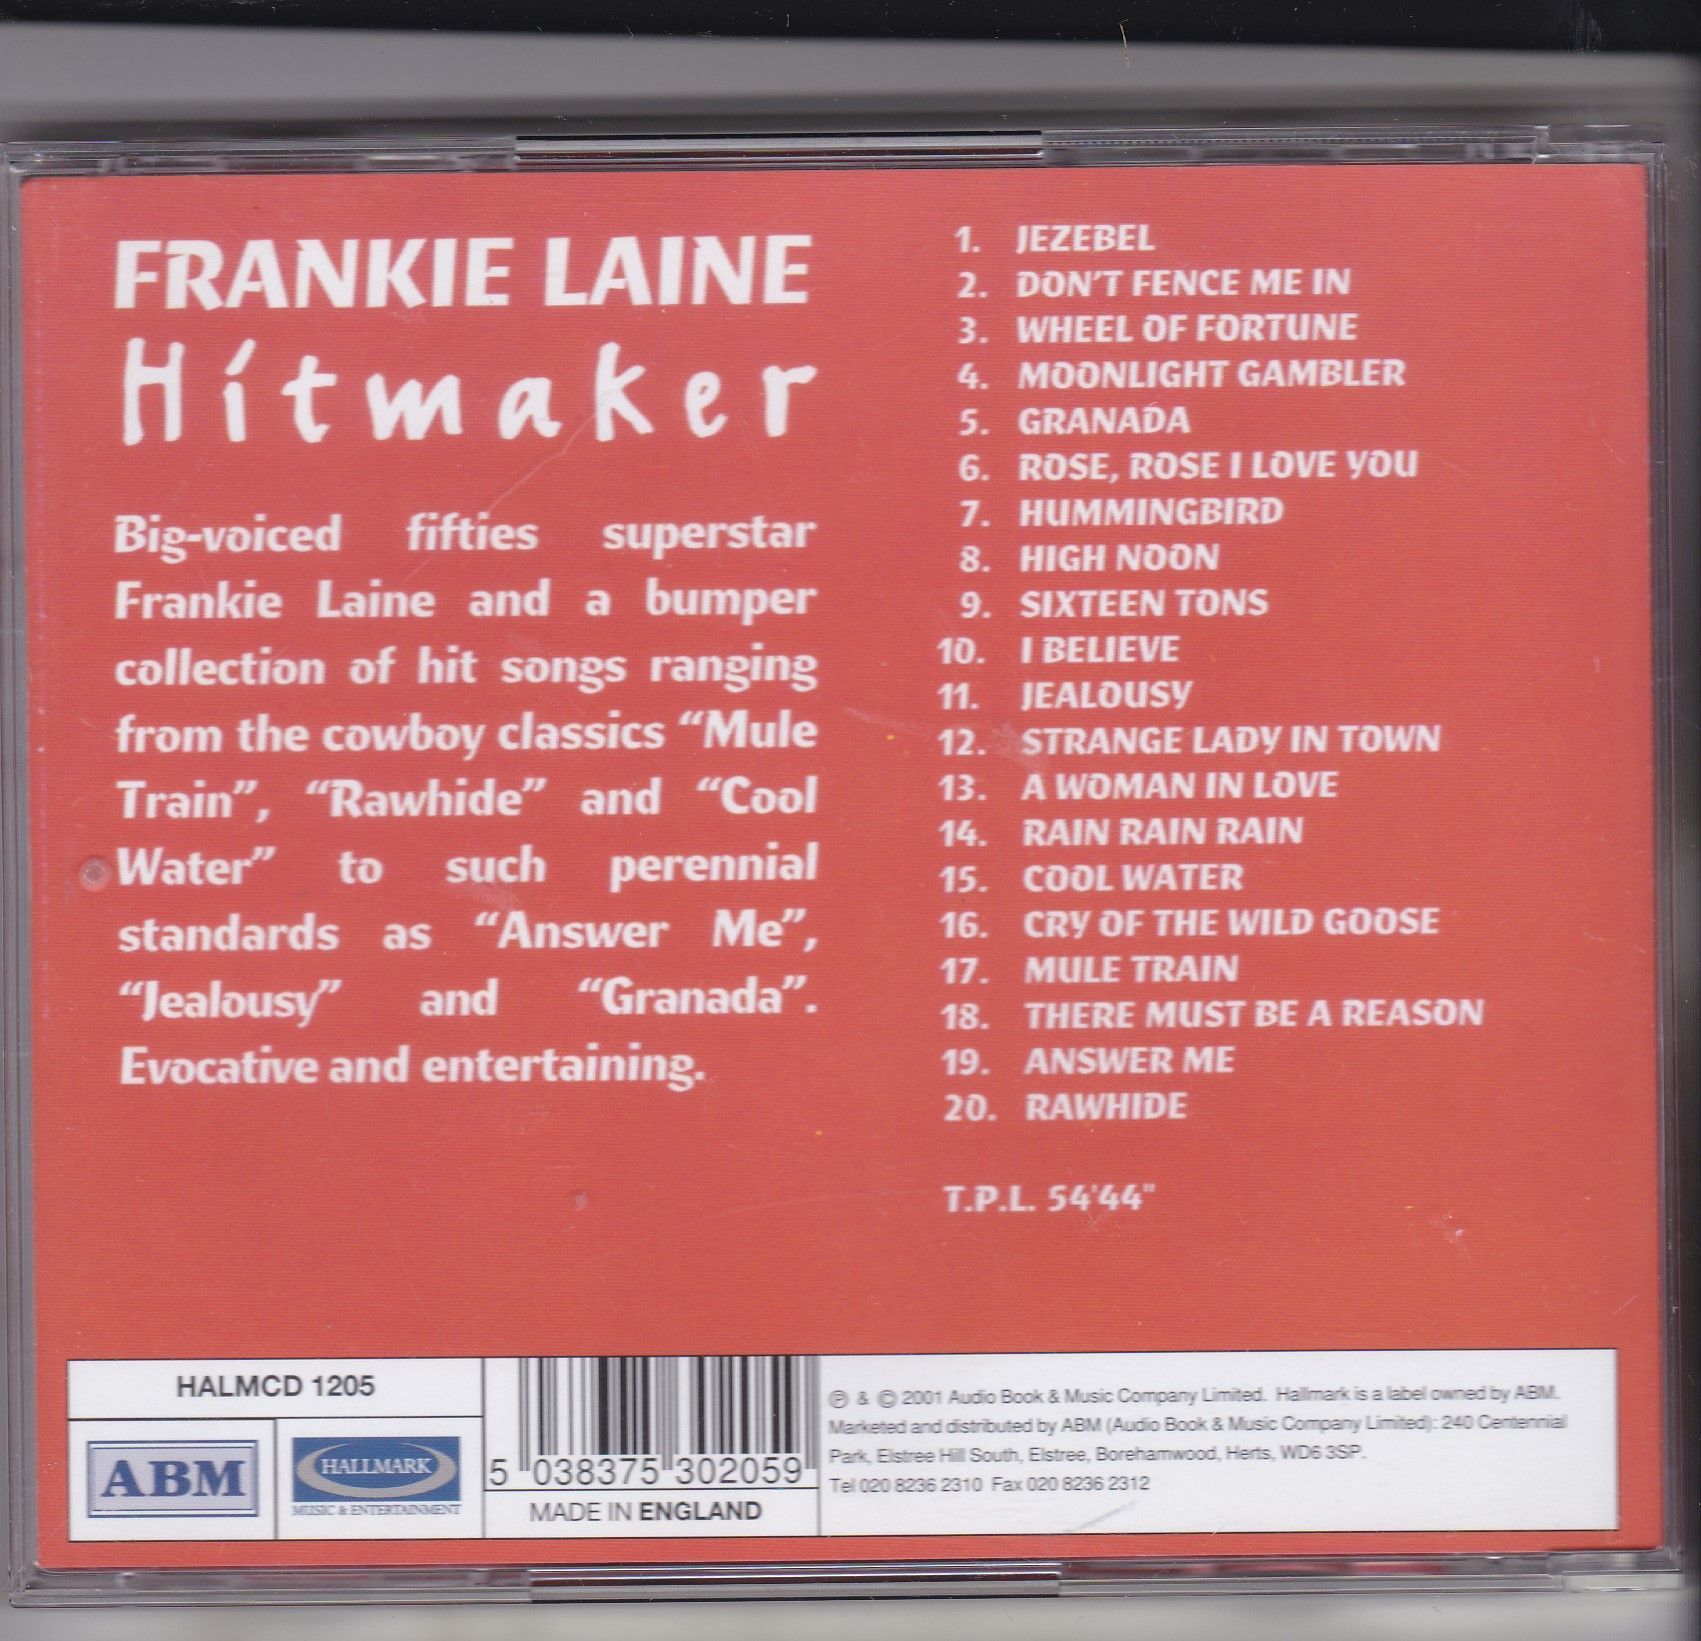 FRANKIE LAINE
Hitmaker
Big-voiced fifties superstar
Frankie Laine and a bumper
collection of hit songs ranging
from the cowboy classics “Mule
Train”, “Rawhide” and “Cool
Water” to such perennial
standards as “Answer Me”,
“Jealousy” and “Granada”.
Evocative and entertaining.
1. JEZEBEL
2. DON'T FENCE ME IN
3. WHEEL OF FORTUNE
4. MOONLIGHT GAMBLER
5. GRANADA
6. ROSE, ROSE I LOVE YOU
7. HUMMINGBIRD
8. HIGH NOON
9. SIXTEEN TONS
10. I BELIEVE
11. JEALOUSY
12. STRANGE LADY IN TOWN
13. A WOMAN IN LOVE
14. RAIN RAIN RAIN
15. COOL WATER
16. CRY OF THE WILD GOOSE
17. MULE TRAIN
18. THERE MUST BE A REASON
19. ANSWER ME
20. RAWHIDE
T.P.L. 54'44"
HALMCD 1205
ABM
HALLMARK
MUSIC & ENTERTAINMENT
5 038375 302059
MADE IN ENGLAND
℗ & © 2001 Audio Book & Music Company Limited. Hallmark is a label owned by ABM.
Marketed and distributed by ABM (Audio Book & Music Company Limited): 240 Centennial
Park, Elstree Hill South, Elstree, Borehamwood, Herts, WD6 3SP.
Tel 020 8236 2310 Fax 020 8236 2312